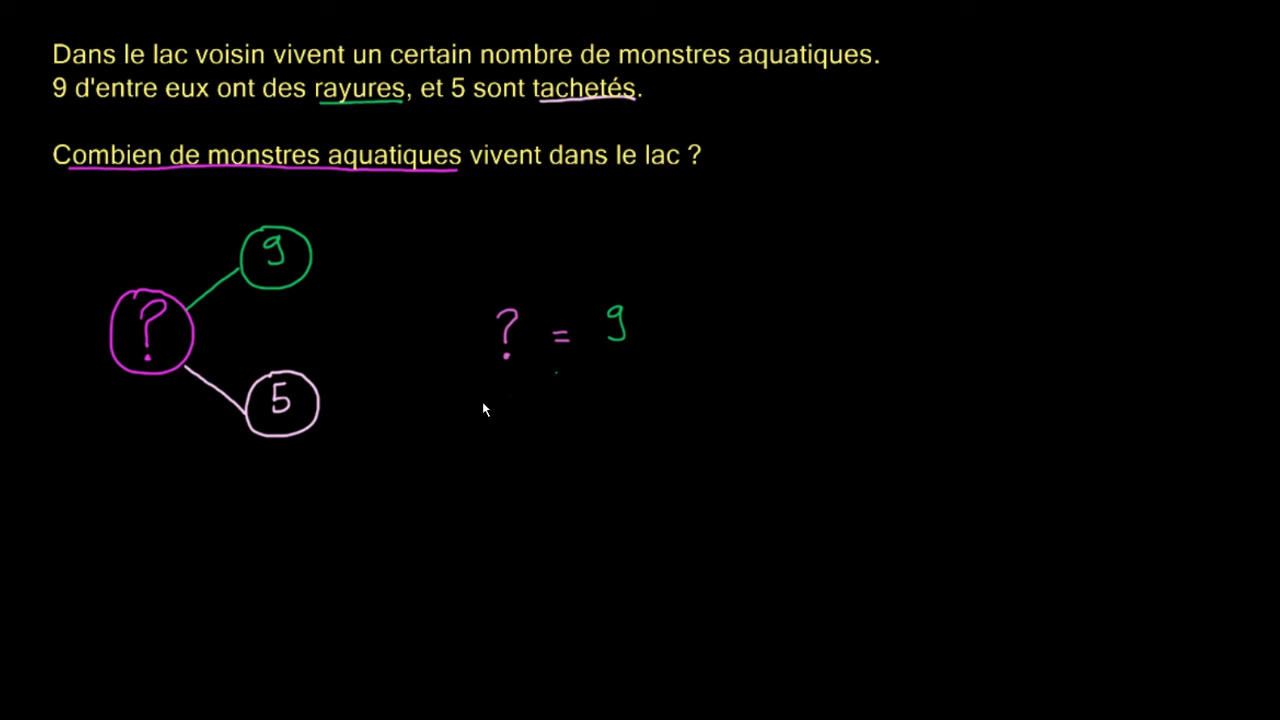 Dans le lac voisin vivent un certain nombre de monstres aquatiques.
9 d'entre eux ont des rayures, et 5 sont tachetés.
Combien de monstres aquatiques vivent dans le lac ?
9
?
? = 9
5